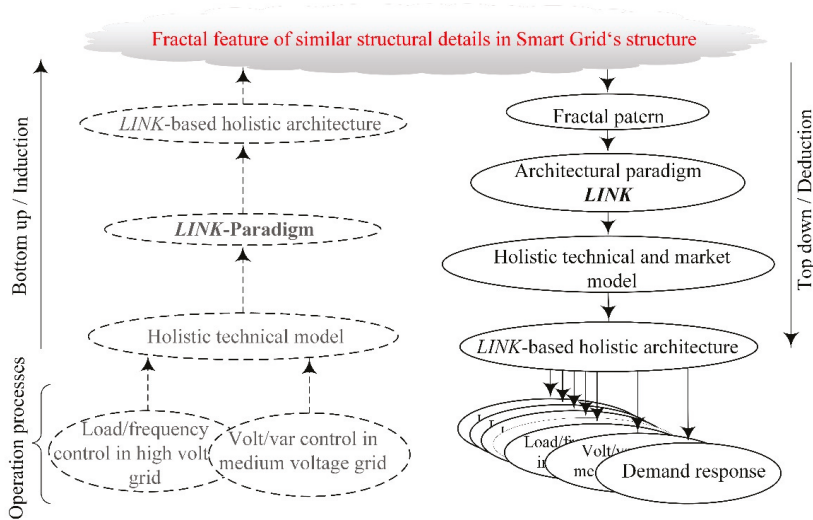 Fractal feature of similar structural details in Smart Grid‘s structure
Bottom up / Induction
LINK-based holistic architecture
LINK-Paradigm
Holistic technical model
Operation processes
Load/frequency
control in high volt
grid
Volt/var control in
medium voltage grid
Fractal patern
Architectural paradigm
LINK
Holistic technical and market
model
LINK-based holistic architecture
Top down / Deduction
Demand response